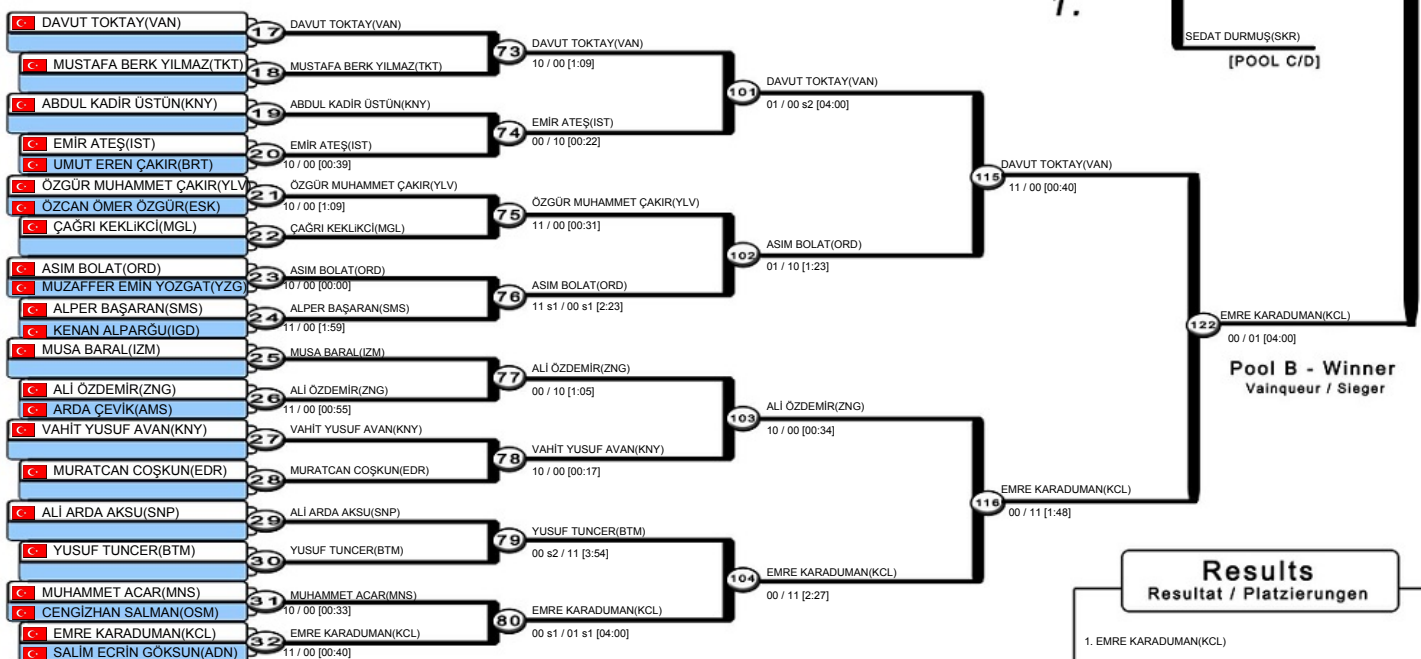 1.
SEDAT DURMUŞ(SKR)
[POOL C/D]
DAVUT TOKTAY(VAN)
17
DAVUT TOKTAY(VAN)
MUSTAFA BERK YILMAZ(TKT)
18
MUSTAFA BERK YILMAZ(TKT)
73
DAVUT TOKTAY(VAN)
10 / 00 [1:09]
ABDUL KADİR ÜSTÜN(KNY)
19
ABDUL KADİR ÜSTÜN(KNY)
EMİR ATEŞ(IST)
UMUT EREN ÇAKIR(BRT)
20
EMİR ATEŞ(IST)
10 / 00 [00:39]
74
EMİR ATEŞ(IST)
00 / 10 [00:22]
101
DAVUT TOKTAY(VAN)
01 / 00 s2 [04:00]
ÖZGÜR MUHAMMET ÇAKIR(YLV)
ÖZCAN ÖMER ÖZGÜR(ESK)
21
ÖZGÜR MUHAMMET ÇAKIR(YLV)
10 / 00 [1:09]
ÇAĞRI KEKLiKCİ(MGL)
22
ÇAĞRI KEKLiKCİ(MGL)
75
ÖZGÜR MUHAMMET ÇAKIR(YLV)
11 / 00 [00:31]
ASIM BOLAT(ORD)
MUZAFFER EMİN YOZGAT(YZG)
23
ASIM BOLAT(ORD)
10 / 00 [00:00]
ALPER BAŞARAN(SMS)
KENAN ALPARĞU(IGD)
24
ALPER BAŞARAN(SMS)
11 / 00 [1:59]
76
ASIM BOLAT(ORD)
11 s1 / 00 s1 [2:23]
102
ASIM BOLAT(ORD)
01 / 10 [1:23]
115
DAVUT TOKTAY(VAN)
11 / 00 [00:40]
MUSA BARAL(IZM)
25
MUSA BARAL(IZM)
ALİ ÖZDEMİR(ZNG)
ARDA ÇEVİK(AMS)
26
ALİ ÖZDEMİR(ZNG)
11 / 00 [00:55]
77
ALİ ÖZDEMİR(ZNG)
00 / 10 [1:05]
VAHİT YUSUF AVAN(KNY)
27
VAHİT YUSUF AVAN(KNY)
MURATCAN COŞKUN(EDR)
28
MURATCAN COŞKUN(EDR)
78
VAHİT YUSUF AVAN(KNY)
10 / 00 [00:17]
103
ALİ ÖZDEMİR(ZNG)
10 / 00 [00:34]
ALİ ARDA AKSU(SNP)
29
ALİ ARDA AKSU(SNP)
YUSUF TUNCER(BTM)
30
YUSUF TUNCER(BTM)
79
YUSUF TUNCER(BTM)
00 s2 / 11 [3:54]
MUHAMMET ACAR(MNS)
CENGİZHAN SALMAN(OSM)
31
MUHAMMET ACAR(MNS)
10 / 00 [00:33]
EMRE KARADUMAN(KCL)
SALİM ECRİN GÖKSUN(ADN)
32
EMRE KARADUMAN(KCL)
11 / 00 [00:40]
80
EMRE KARADUMAN(KCL)
00 s1 / 01 s1 [04:00]
104
EMRE KARADUMAN(KCL)
00 / 11 [2:27]
116
EMRE KARADUMAN(KCL)
00 / 11 [1:48]
122
EMRE KARADUMAN(KCL)
00 / 01 [04:00]
Pool B - Winner
Vainqueur / Sieger
Results
Resultat / Platzierungen
1. EMRE KARADUMAN(KCL)